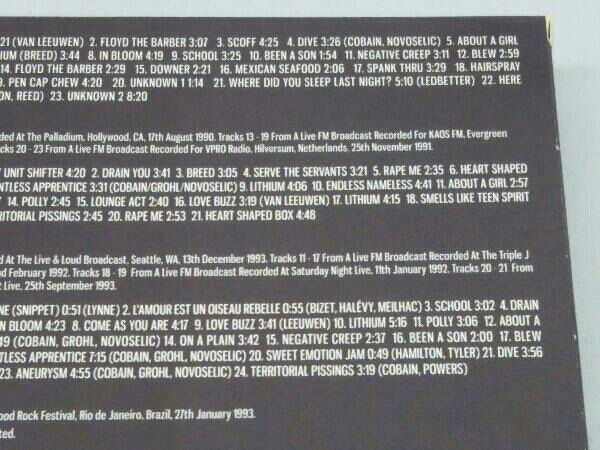 21 (VAN LEEUWEN) 2. FLOYD THE BARBER 3:07 3. SCOFF 4:25 4. DIVE 3:26 (COBAIN, NOVOSELIC) 5. ABOUT A GIRL
IUM (BREED) 3:44 8. IN BLOOM 4:19 9. SCHOOL 3:25 10. BEEN A SON 1:54 11. NEGATIVE CREEP 3:11 12. BLEW 2:59
14. FLOYD THE BARBER 2:29 15. DOWNER 2:21 16. MEXICAN SEAFOOD 2:06 17. SPANK THRU 3:29 18. HAIRSPRAY
9. PEN CAP CHEW 4:20 20. UNKNOWN 1 1:14 21. WHERE DID YOU SLEEP LAST NIGHT? 5:10 (LEDBETTER) 22. HERE
ON, REED) 23. UNKNOWN 2 8:20
ded At The Palladium, Hollywood, CA, 17th August 1990. Tracks 13 - 19 From A Live FM Broadcast Recorded For KAOS FM, Evergreen
cks 20 - 23 From A Live FM Broadcast Recorded For VPRO Radio, Hilversum, Netherlands. 25th November 1991.
UNIT SHIFTER 4:20 2. DRAIN YOU 3:41 3. BREED 3:05 4. SERVE THE SERVANTS 3:21 5. RAPE ME 2:35 6. HEART SHAPED
NTLESS APPRENTICE 3:31 (COBAIN/GROHL/NOVOSELIC) 9. LITHIUM 4:06 10. ENDLESS NAMELESS 4:41 11. ABOUT A GIRL 2:57
14. POLLY 2:45 15. LOUNGE ACT 2:40 16. LOVE BUZZ 3:19 (VAN LEEUWEN) 17. LITHIUM 4:15 18. SMELLS LIKE TEEN SPIRIT
RITORIAL PISSINGS 2:45 20. RAPE ME 2:53 21. HEART SHAPED BOX 4:48
d At The Live & Loud Broadcast, Seattle, WA, 13th December 1993. Tracks 11 - 17 From A Live FM Broadcast Recorded At The Triple J
nd February 1992. Tracks 18 - 19 From A Live FM Broadcast Recorded At Saturday Night Live, 11th January 1992. Tracks 20 - 21 From
t Live, 25th September 1993.
NE (SNIPPET) 0:51 (LYNNE) 2. L'AMOUR EST UN OISEAU REBELLE 0:55 (BIZET, HALÉVY, MEILHAC) 3. SCHOOL 3:02 4. DRAIN
N BLOOM 4:23 8. COME AS YOU ARE 4:17 9. LOVE BUZZ 3:41 (LEEUWEN) 10. LITHIUM 5:16 11. POLLY 3:06 12. ABOUT A
49 (COBAIN, GROHL, NOVOSELIC) 14. ON A PLAIN 3:42 15. NEGATIVE CREEP 2:37 16. BEEN A SON 2:00 17. BLEW
TLESS APPRENTICE 7:15 (COBAIN, GROHL, NOVOSELIC) 20. SWEET EMOTION JAM 0:49 (HAMILTON, TYLER) 21. DIVE 3:56
23. ANEURYSM 4:55 (COBAIN, GROHL, NOVOSELIC) 24. TERRITORIAL PISSINGS 3:19 (COBAIN, POWERS)
ood Rock Festival, Rio de Janeiro, Brazil, 27th January 1993.
ted.